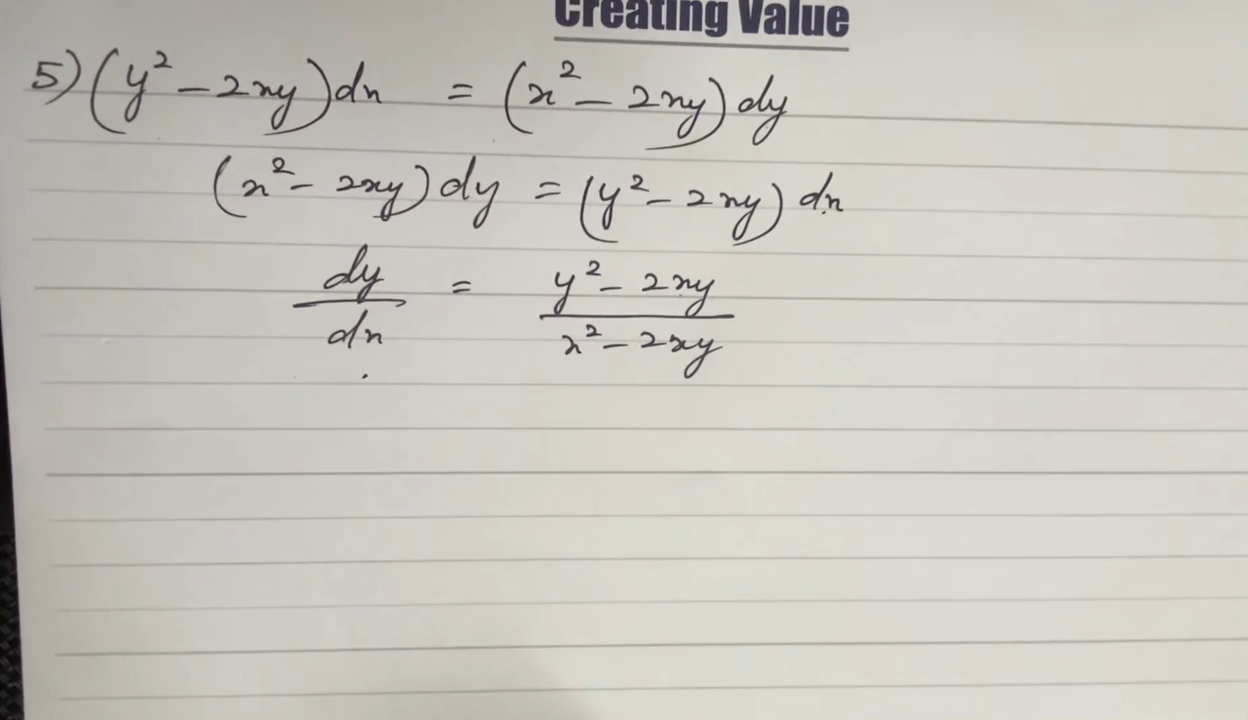 Creating Value
5) (y² - 2xy)dx = (x² - 2xy)dy
(x² - 2xy)dy = (y² - 2xy)dx
dy/dx = y² - 2xy/x² - 2xy